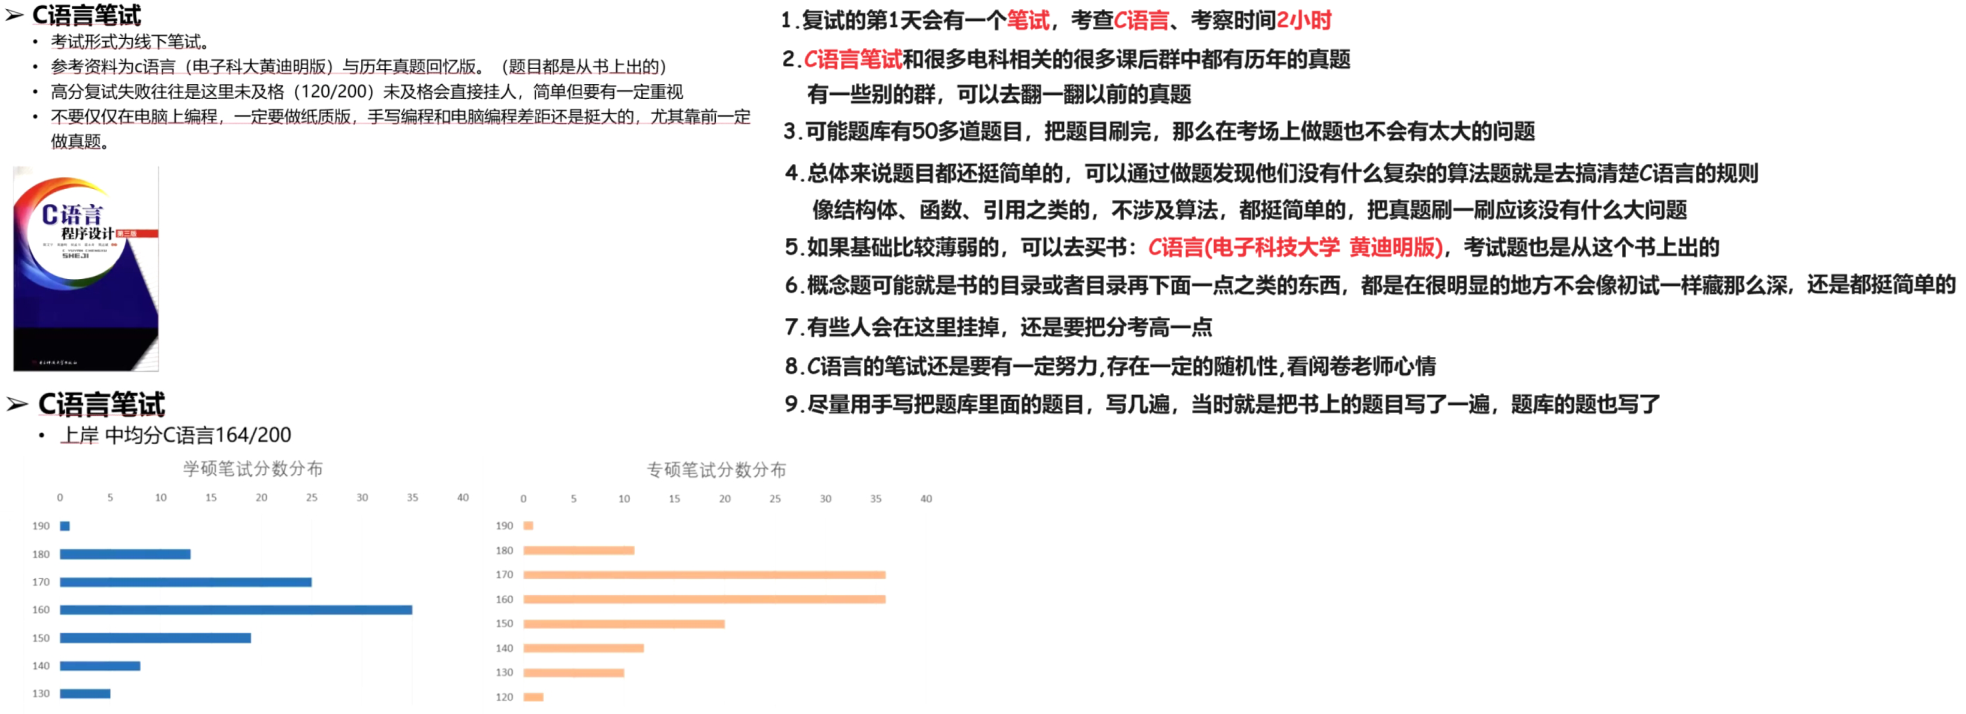 ➢ C语言笔试
• 考试形式为线下笔试。
• 参考资料为c语言（电子科大黄迪明版）与历年真题回忆版。（题目都是从书上出的）
• 高分复试失败往往是这里未及格（120/200）未及格会直接挂人，简单但要有一定重视
• 不要仅仅在电脑上编程，一定要做纸质版，手写编程和电脑编程差距还是挺大的，尤其靠前一定
做真题。
C语言
程序设计
第三版
SHEJI
➢ C语言笔试
• 上岸 中均分C语言164/200
学硕笔试分数分布
0 5 10 15 20 25 30 35 40
190
180
170
160
150
140
130
专硕笔试分数分布
0 5 10 15 20 25 30 35 40
190
180
170
160
150
140
130
120
1.复试的第1天会有一个笔试，考查C语言、考察时间2小时
2.C语言笔试和很多电科相关的很多课后群中都有历年的真题
有一些别的群，可以去翻一翻以前的真题
3.可能题库有50多道题目，把题目刷完，那么在考场上做题也不会有太大的问题
4.总体来说题目都还挺简单的，可以通过做题发现他们没有什么复杂的算法题就是去搞清楚C语言的规则
像结构体、函数、引用之类的，不涉及算法，都挺简单的，把真题刷一刷应该没有什么大问题
5.如果基础比较薄弱的，可以去买书：C语言(电子科技大学 黄迪明版)，考试题也是从这个书上出的
6.概念题可能就是书的目录或者目录再下面一点之类的东西，都是在很明显的地方不会像初试一样藏那么深，还是都挺简单的
7.有些人会在这里挂掉，还是要把分考高一点
8.C语言的笔试还是要有一定努力,存在一定的随机性,看阅卷老师心情
9.尽量用手写把题库里面的题目，写几遍，当时就是把书上的题目写了一遍，题库的题也写了